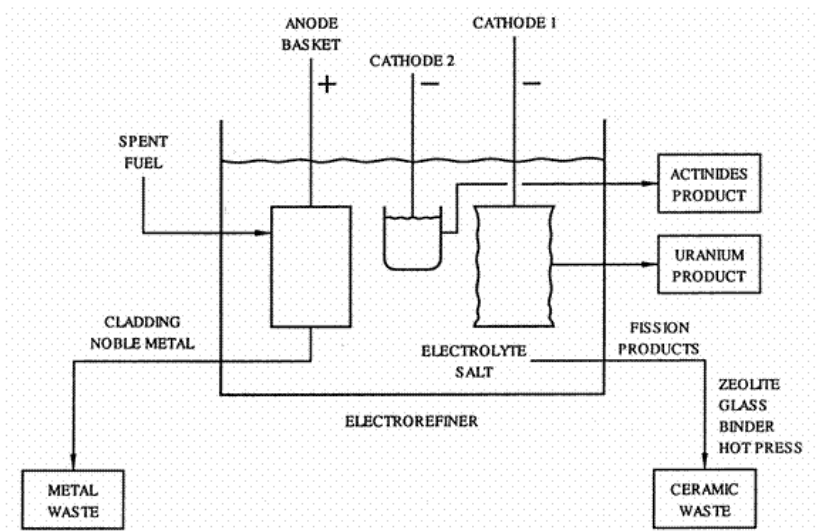 ANODE
BASKET
CATHODE 2
CATHODE 1
+
−
−
SPENT
FUEL
ACTINIDES
PRODUCT
URANIUM
PRODUCT
CLADDING
NOBLE METAL
ELECTROLYTE
SALT
FISSION
PRODUCTS
ZEOLITE
GLASS
BINDER
HOT PRESS
ELECTROREFINER
METAL
WASTE
CERAMIC
WASTE